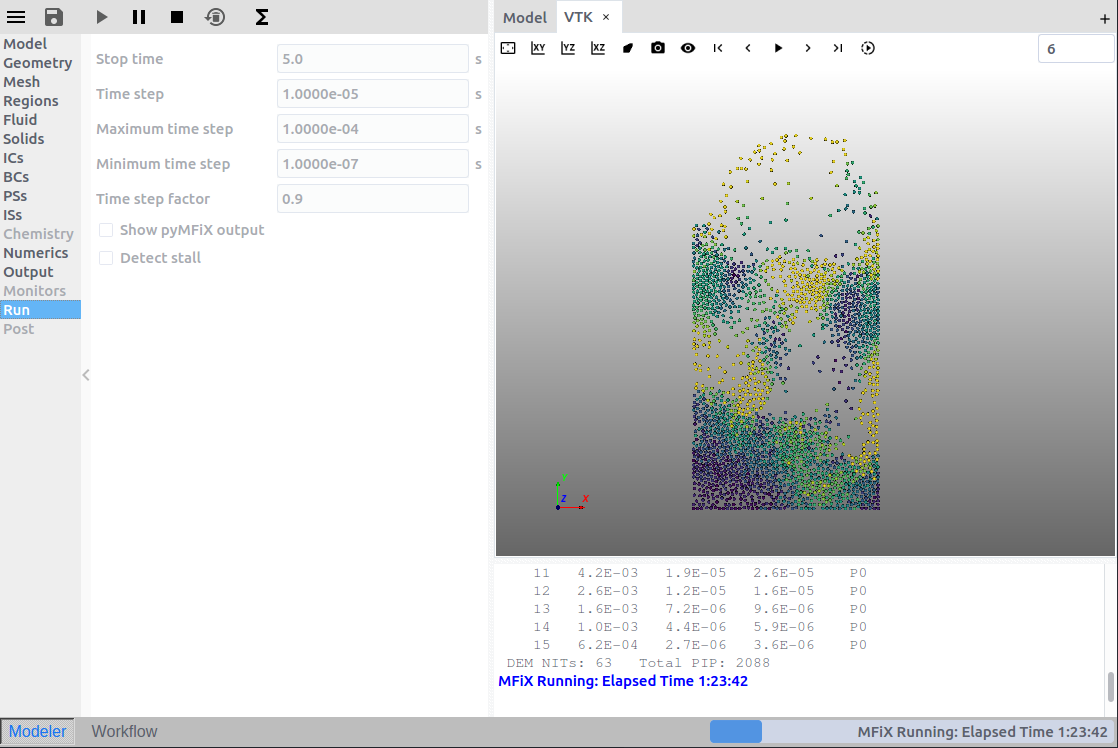 Model VTK × +
XY YZ XZ 6
Model
Geometry
Mesh
Regions
Fluid
Solids
ICs
BCs
PSs
ISs
Chemistry
Numerics
Output
Monitors
Run
Post
Stop time 5.0 s
Time step 1.0000e-05 s
Maximum time step 1.0000e-04 s
Minimum time step 1.0000e-07 s
Time step factor 0.9
Show pyMFiX output
Detect stall
Y
Z X
11 4.2E-03 1.9E-05 2.6E-05 P0
12 2.6E-03 1.2E-05 1.6E-05 P0
13 1.6E-03 7.2E-06 9.6E-06 P0
14 1.0E-03 4.4E-06 5.9E-06 P0
15 6.2E-04 2.7E-06 3.6E-06 P0
DEM NITs: 63 Total PIP: 2088
MFiX Running: Elapsed Time 1:23:42
Modeler Workflow MFiX Running: Elapsed Time 1:23:42